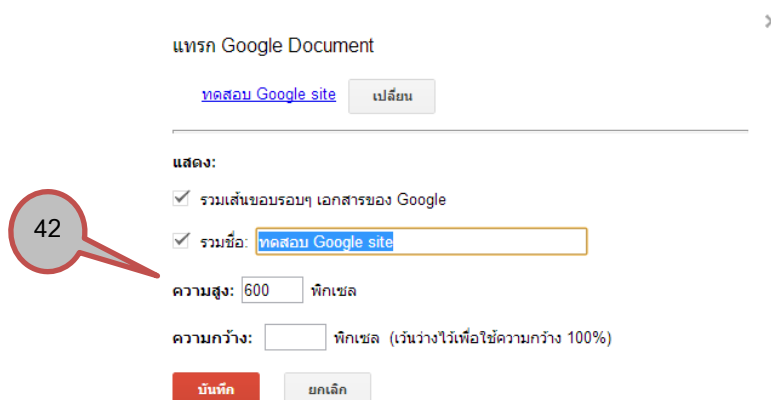 แทรก Google Document
ทดสอบ Google site เปลี่ยน
แสดง:
รวมเส้นขอบรอบๆ เอกสารของ Google
42
รวมชื่อ: ทดสอบ Google site
ความสูง: 600 พิกเซล
ความกว้าง: พิกเซล (เว้นว่างไว้เพื่อใช้ความกว้าง 100%)
บันทึก ยกเลิก